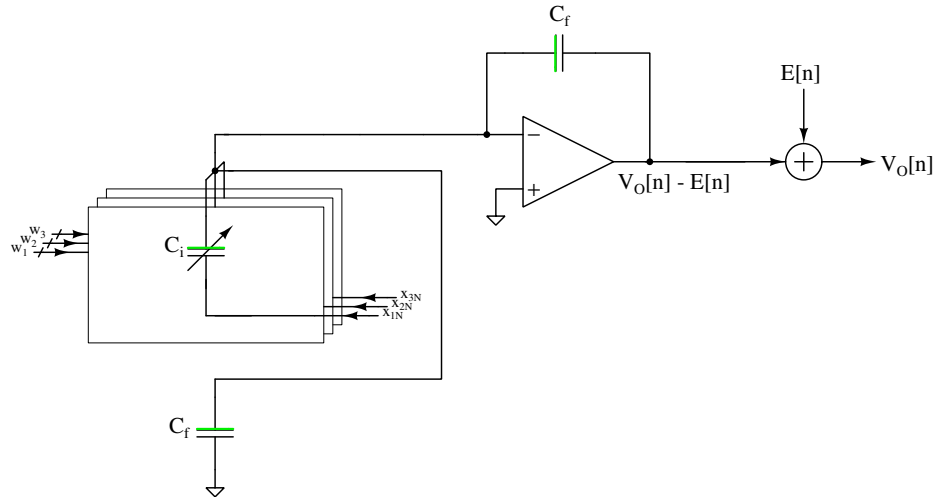 C_f
E[n]
−
+
+
V_O[n] - E[n]
V_O[n]
C_i
w_3
w_2
w_1
x_3N
x_2N
x_1N
C_f